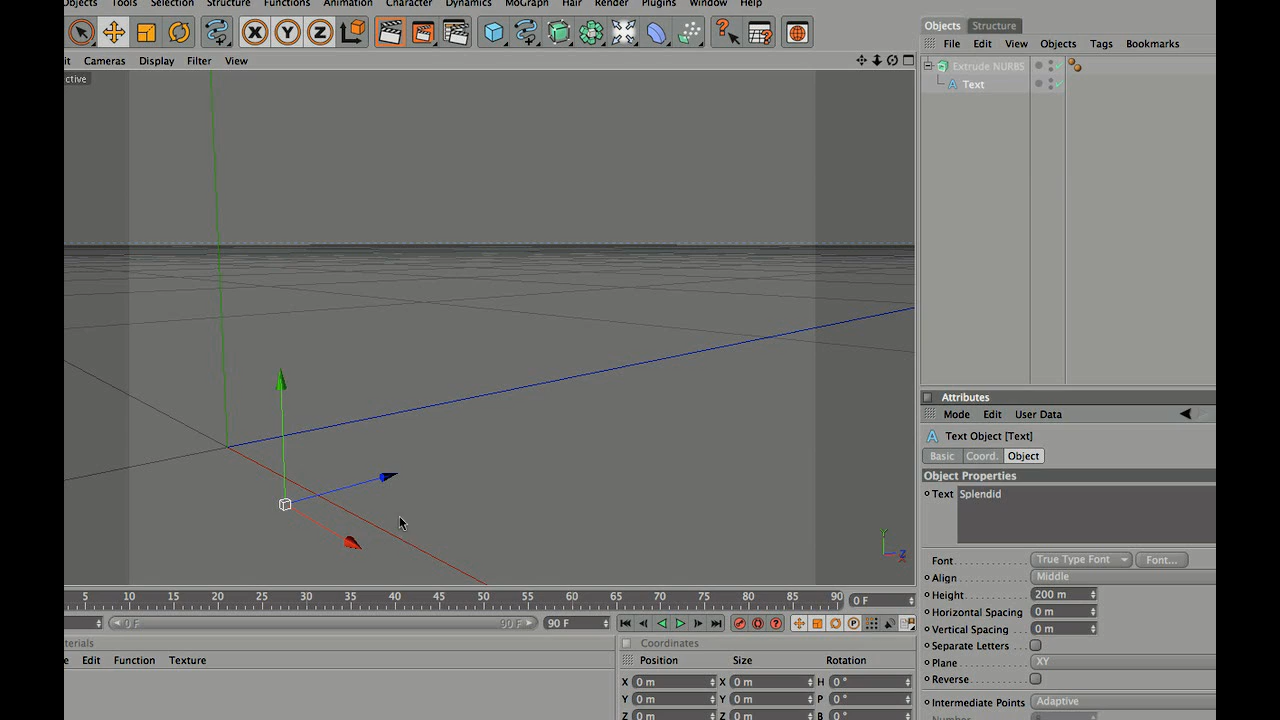 Objects Tools Selection Structure Functions Animation Character Dynamics MoGraph Hair Render Plugins Window Help
X Y Z
Objects Structure
File Edit View Objects Tags Bookmarks
it Cameras Display Filter View
ctive
Extrude NURBS
Text
Attributes
Mode Edit User Data
Text Object [Text]
Basic Coord. Object
Object Properties
Text Splendid
Y
Z
X
Font True Type Font Font...
Align Middle
Height 200 m
Horizontal Spacing 0 m
Vertical Spacing 0 m
Separate Letters
Plane XY
Reverse
Intermediate Points Adaptive
5 10 15 20 25 30 35 40 45 50 55 60 65 70 75 80 85 90 0 F
0 F 90 F 90 F
terials
e Edit Function Texture
Coordinates
Position Size Rotation
X 0 m X 0 m H 0 °
Y 0 m Y 0 m P 0 °
Z 0 m Z 0 m B 0 °